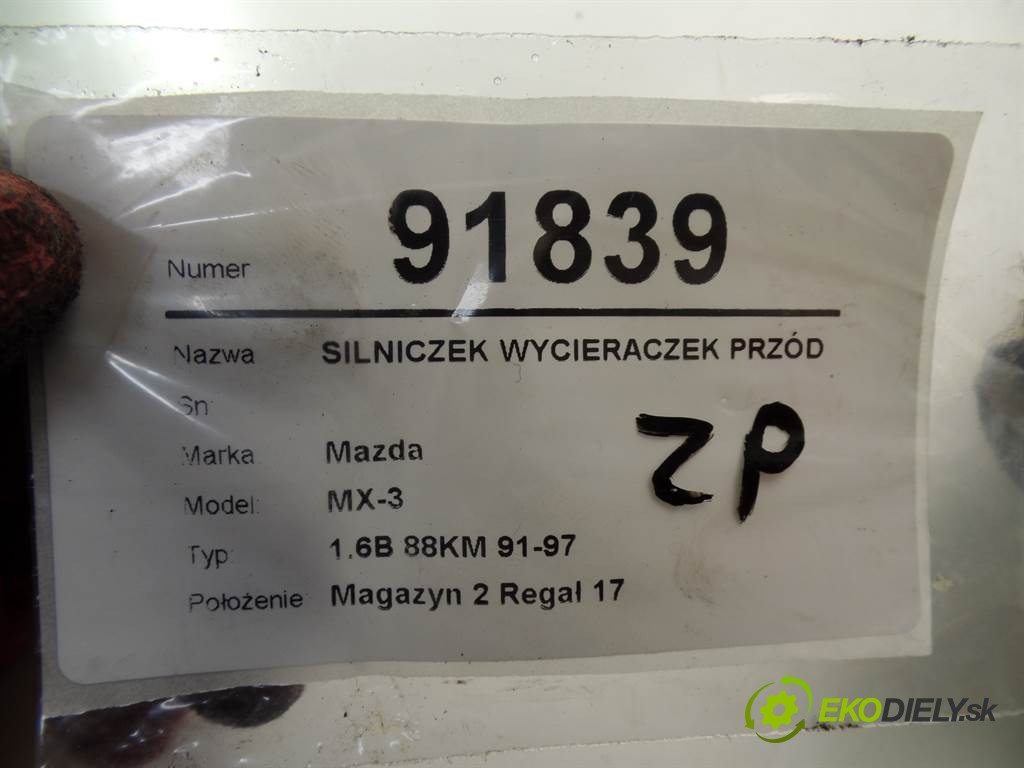 Numer 91839
Nazwa SILNICZEK WYCIERACZEK PRZÓD
Sn:
Marka Mazda
Model: MX-3
Typ: 1.6B 88KM 91-97
Położenie Magazyn 2 Regał 17
ZP
EKODIELY.sk